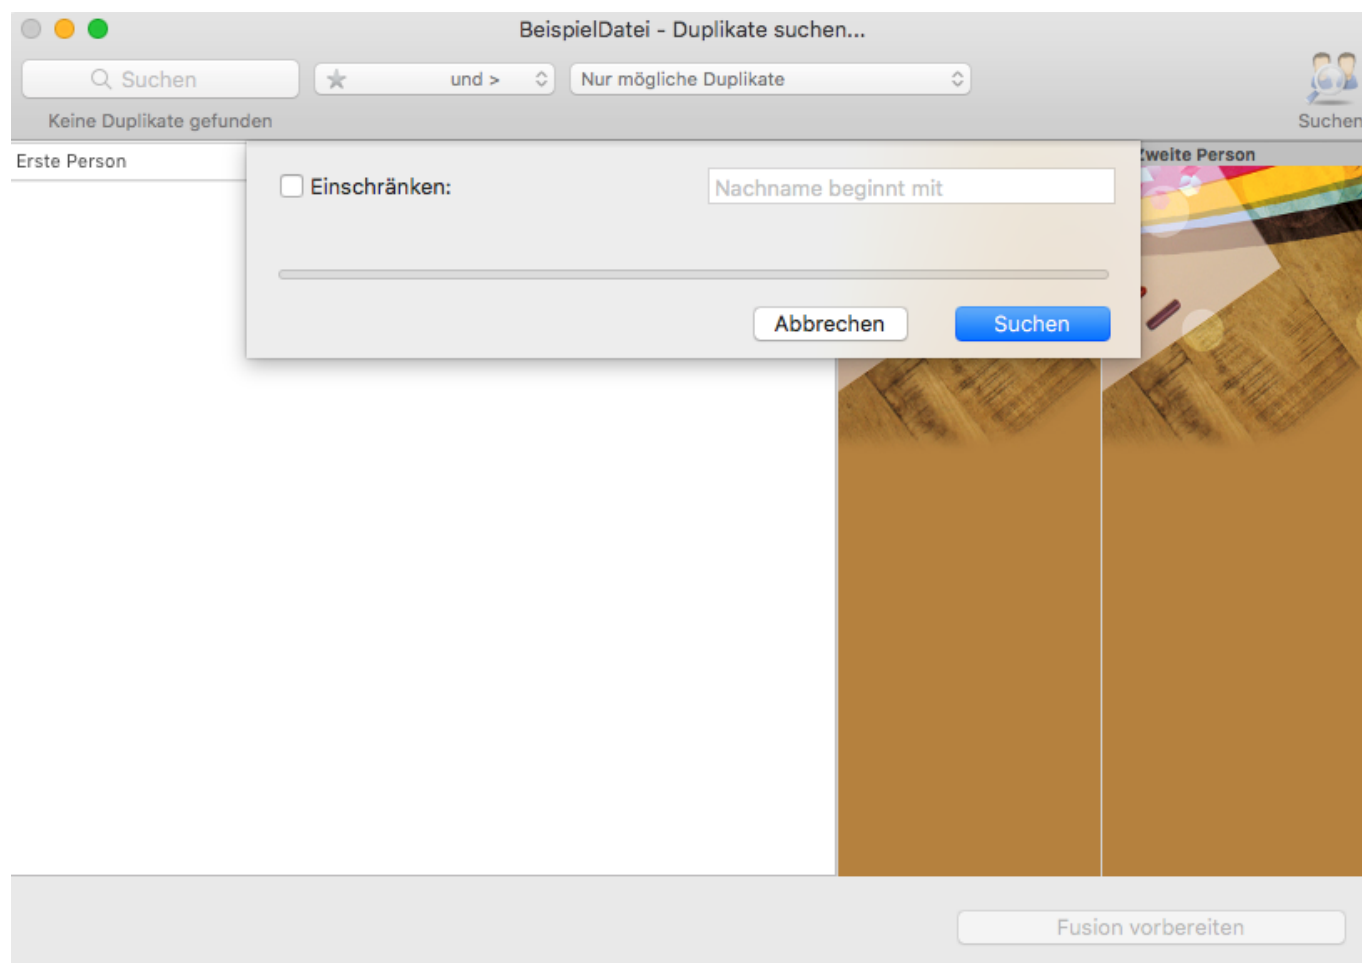 BeispielDatei - Duplikate suchen...
Suchen
und >
Nur mögliche Duplikate
Keine Duplikate gefunden
Suchen
Erste Person
Zweite Person
Einschränken:
Nachname beginnt mit
Abbrechen
Suchen
Fusion vorbereiten